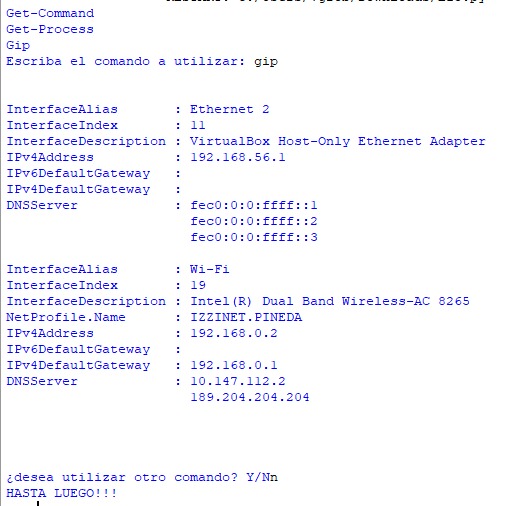 Get-Command
Get-Process
Gip
Escriba el comando a utilizar: gip
InterfaceAlias : Ethernet 2
InterfaceIndex : 11
InterfaceDescription : VirtualBox Host-Only Ethernet Adapter
IPv4Address : 192.168.56.1
IPv6DefaultGateway :
IPv4DefaultGateway :
DNSServer : fec0:0:0:ffff::1
fec0:0:0:ffff::2
fec0:0:0:ffff::3
InterfaceAlias : Wi-Fi
InterfaceIndex : 19
InterfaceDescription : Intel(R) Dual Band Wireless-AC 8265
NetProfile.Name : IZZINET.PINEDA
IPv4Address : 192.168.0.2
IPv6DefaultGateway :
IPv4DefaultGateway : 192.168.0.1
DNSServer : 10.147.112.2
189.204.204.204
¿desea utilizar otro comando? Y/Nn
HASTA LUEGO!!!